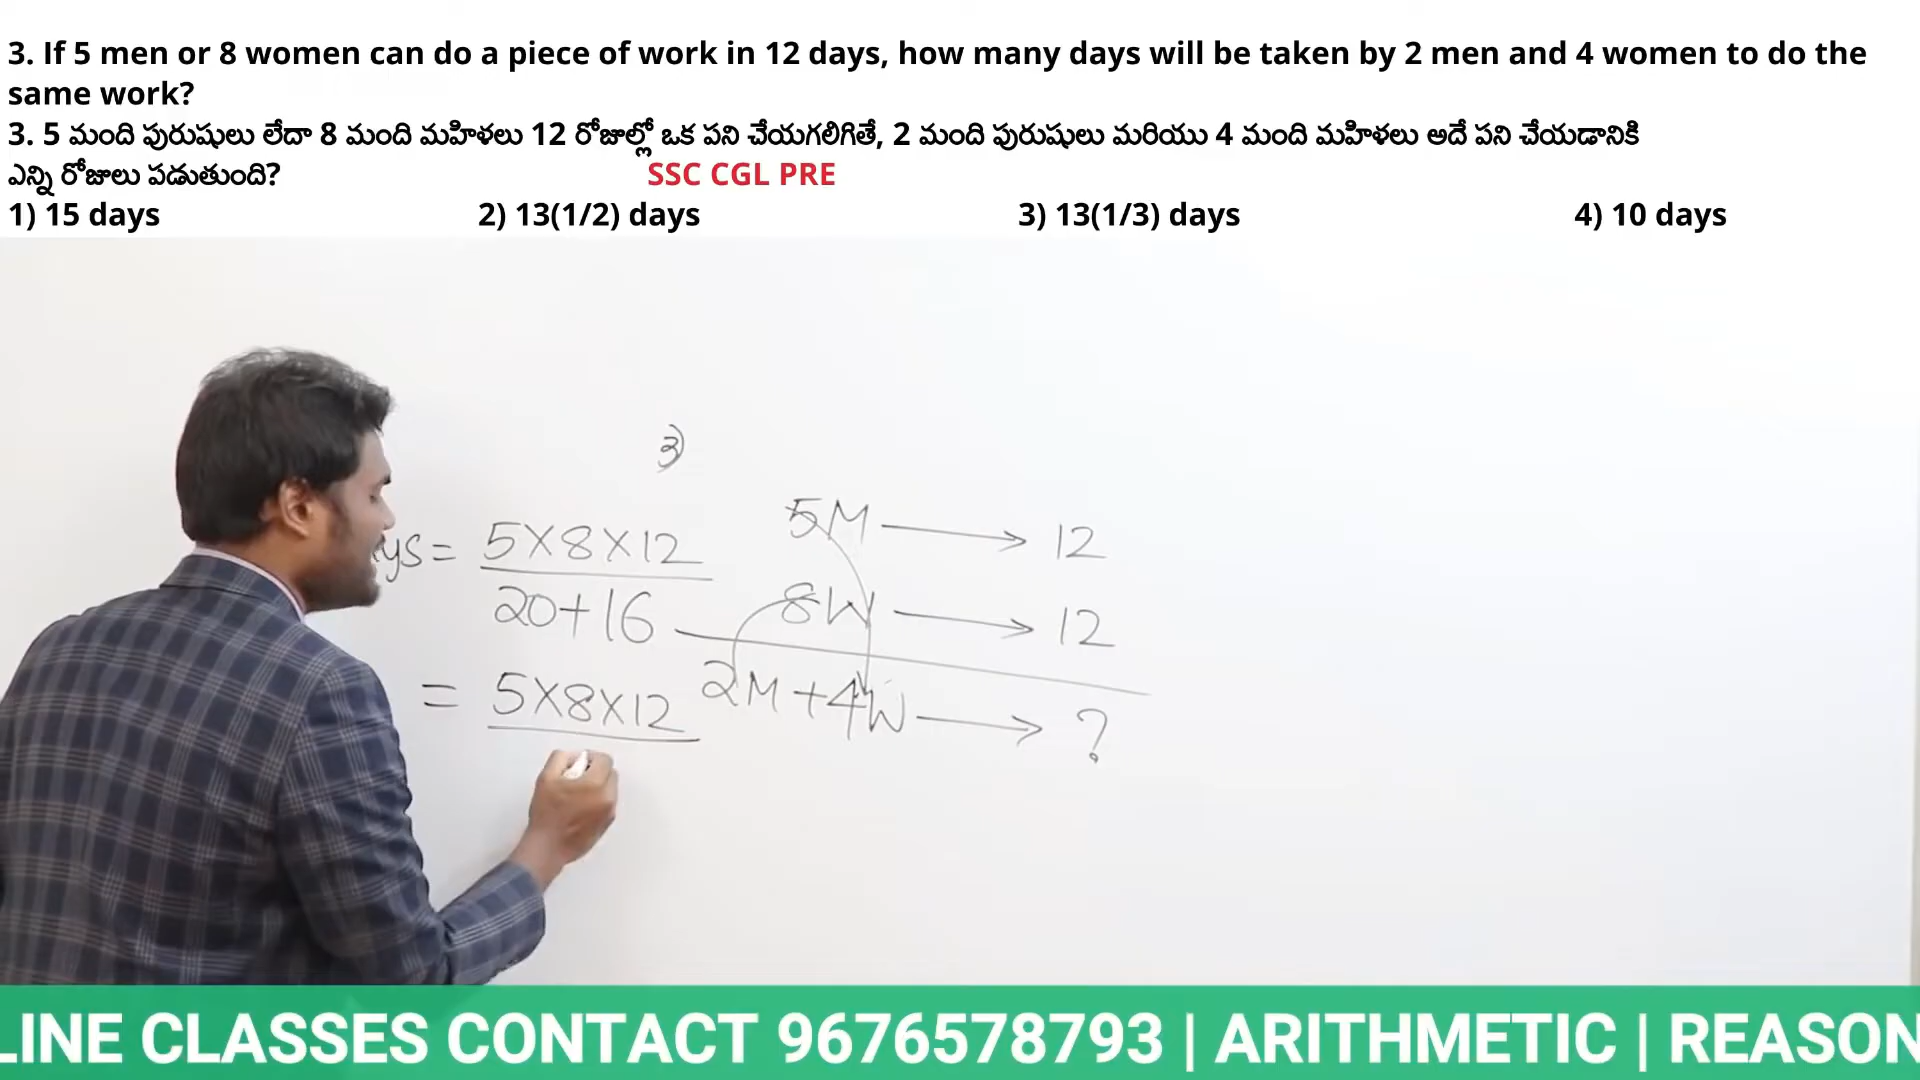 3. If 5 men or 8 women can do a piece of work in 12 days, how many days will be taken by 2 men and 4 women to do the
same work?
3. 5 మంది పురుషులు లేదా 8 మంది మహిళలు 12 రోజుల్లో ఒక పని చేయగలిగితే, 2 మంది పురుషులు మరియు 4 మంది మహిళలు అదే పని చేయడానికి
ఎన్ని రోజులు పడుతుంది? SSC CGL PRE
1) 15 days 2) 13(1/2) days 3) 13(1/3) days 4) 10 days
3)
5M → 12
ys = 5×8×12
20+16
8W → 12
= 5×8×12
2M + 4W → ?
LINE CLASSES CONTACT 9676578793 | ARITHMETIC | REASON